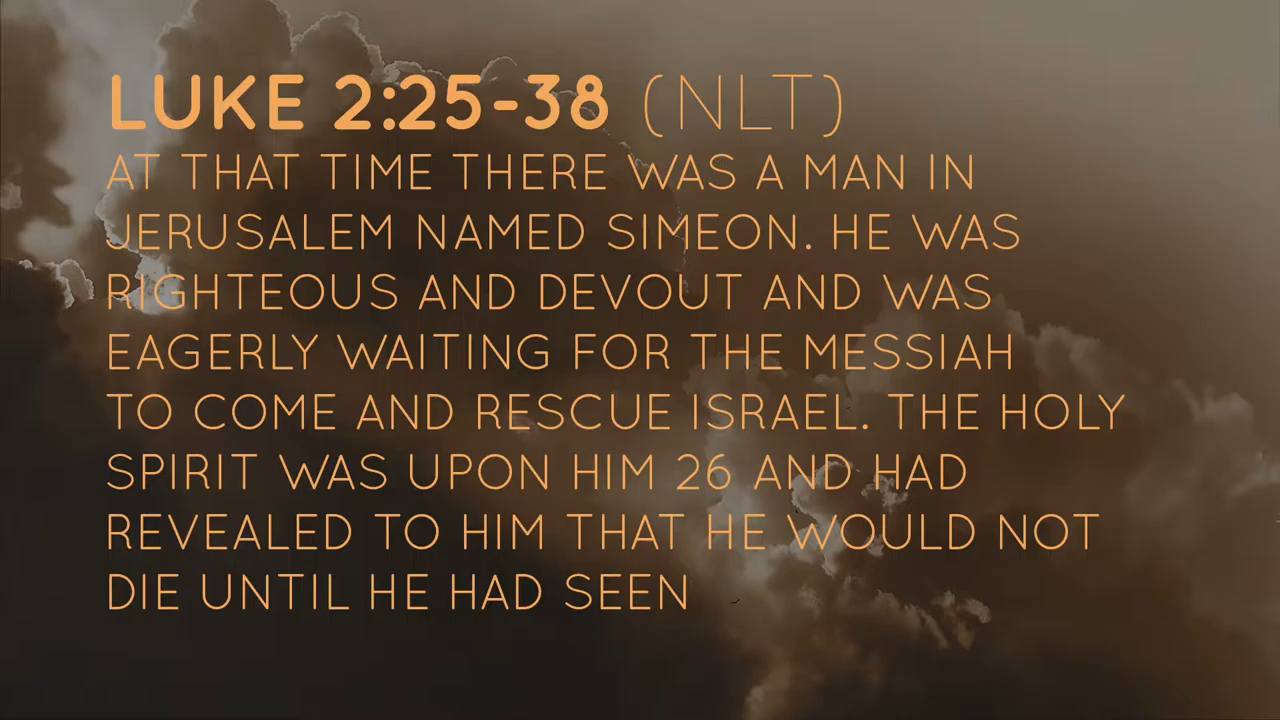 LUKE 2:25-38 (NLT)
AT THAT TIME THERE WAS A MAN IN
JERUSALEM NAMED SIMEON. HE WAS
RIGHTEOUS AND DEVOUT AND WAS
EAGERLY WAITING FOR THE MESSIAH
TO COME AND RESCUE ISRAEL. THE HOLY
SPIRIT WAS UPON HIM 26 AND HAD
REVEALED TO HIM THAT HE WOULD NOT
DIE UNTIL HE HAD SEEN